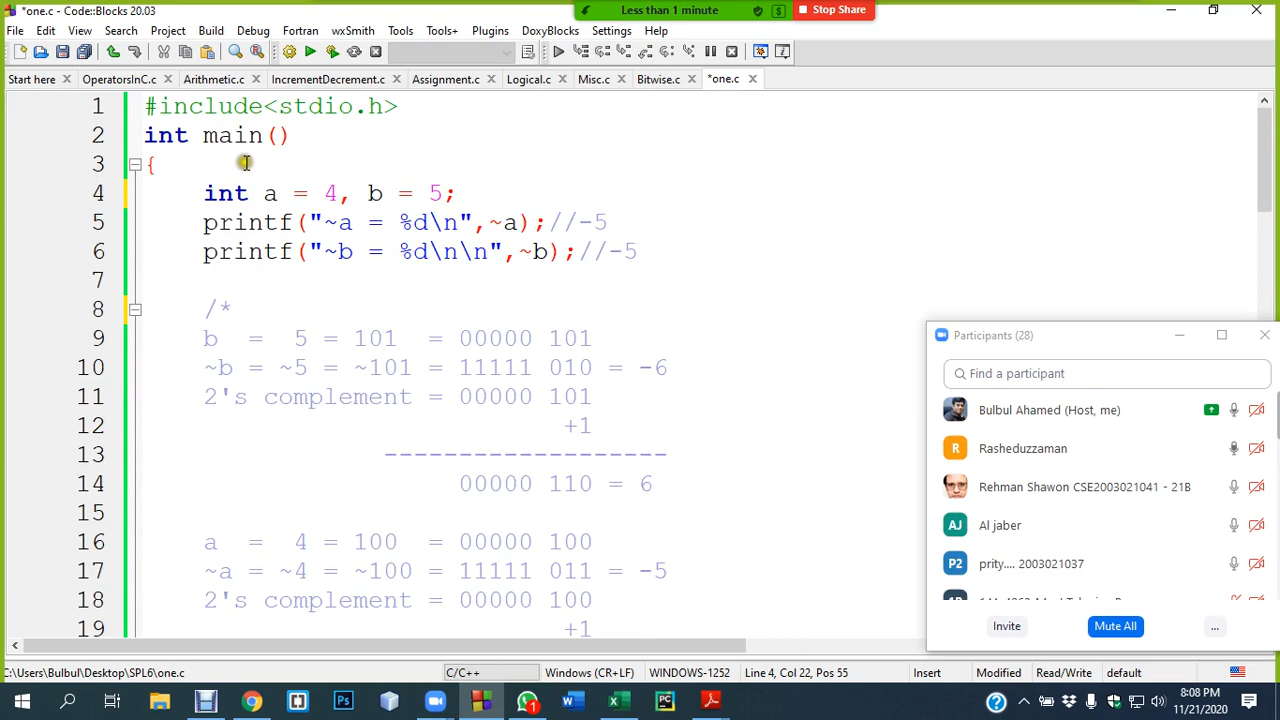 *one.c - Code::Blocks 20.03
Less than 1 minute
Stop Share
File Edit View Search Project Build Debug Fortran wxSmith Tools Tools+ Plugins DoxyBlocks Settings Help
Start here OperatorsInC.c Arithmetic.c IncrementDecrement.c Assignment.c Logical.c Misc.c Bitwise.c *one.c
1 #include<stdio.h>
2 int main()
3 {
4 int a = 4, b = 5;
5 printf("~a = %d\n",~a);//-5
6 printf("~b = %d\n\n",~b);//-5
7
8 /*
9 b = 5 = 101 = 00000 101
10 ~b = ~5 = ~101 = 11111 010 = -6
11 2's complement = 00000 101
12 +1
13 -------------------
14 00000 110 = 6
15
16 a = 4 = 100 = 00000 100
17 ~a = ~4 = ~100 = 11111 011 = -5
18 2's complement = 00000 100
19 +1
Participants (28)
Find a participant
Bulbul Ahamed (Host, me)
R Rasheduzzaman
Rehman Shawon CSE2003021041 - 21B
AJ Al jaber
P2 prity.... 2003021037
Invite Mute All ...
C:\Users\Bulbul\Desktop\SPL6\one.c C/C++ Windows (CR+LF) WINDOWS-1252 Line 4, Col 22, Pos 55 Insert Modified Read/Write default
8:08 PM
11/21/2020